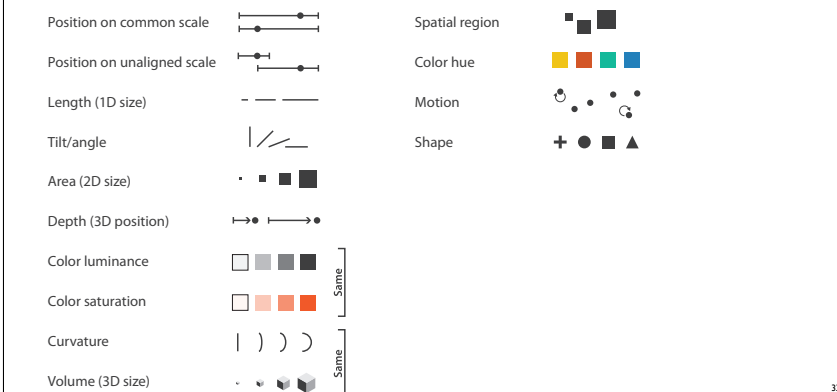 Position on common scale
Position on unaligned scale
Length (1D size)
Tilt/angle
Area (2D size)
Depth (3D position)
Color luminance
Color saturation
Same
Curvature
Volume (3D size)
Same
Spatial region
Color hue
Motion
Shape